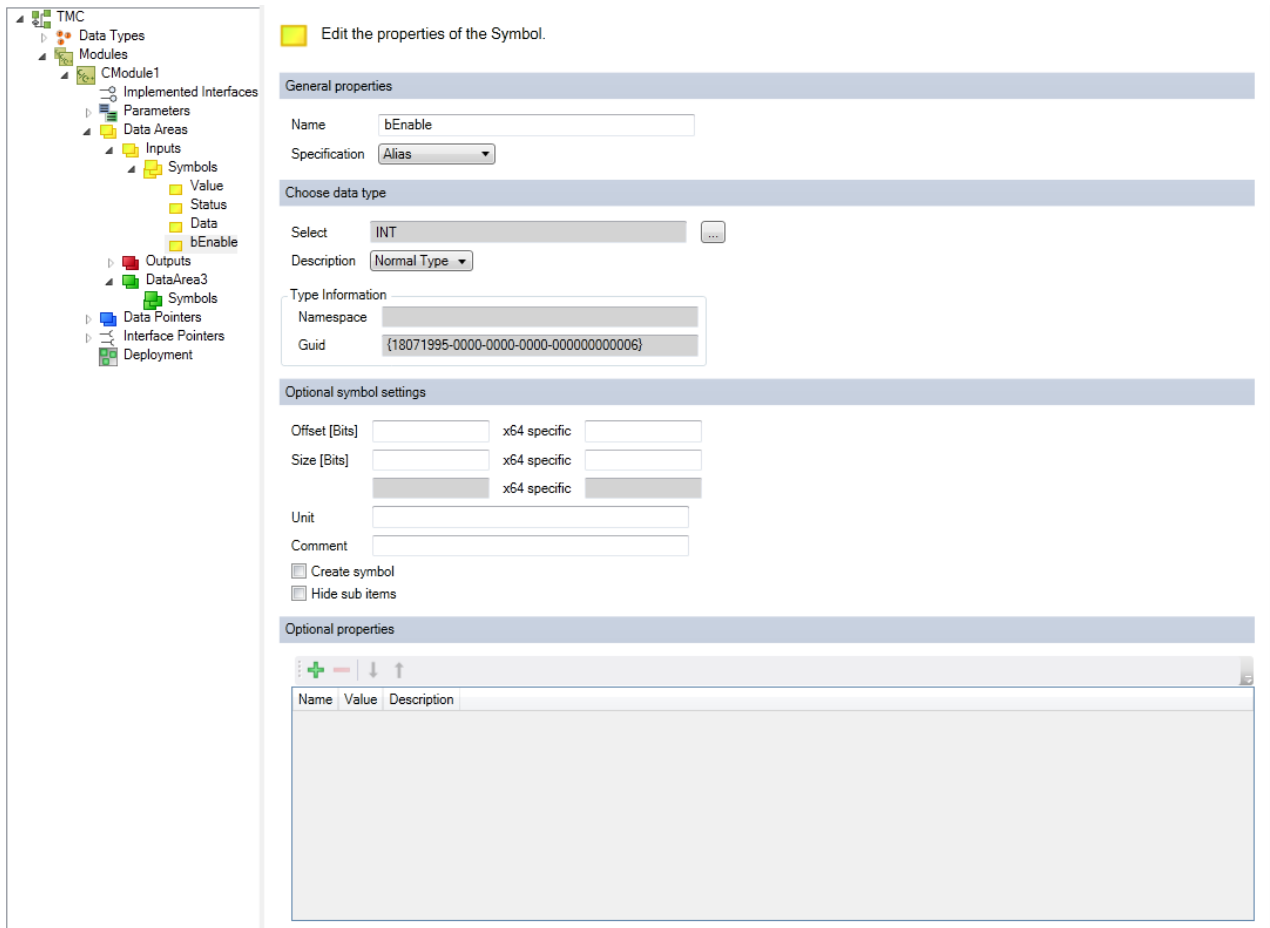 TMC
Data Types
Modules
CModule1
Implemented Interfaces
Parameters
Data Areas
Inputs
Symbols
Value
Status
Data
bEnable
Outputs
DataArea3
Symbols
Data Pointers
Interface Pointers
Deployment
Edit the properties of the Symbol.
General properties
Name bEnable
Specification Alias
Choose data type
Select INT ...
Description Normal Type
Type Information
Namespace
Guid {18071995-0000-0000-0000-000000000006}
Optional symbol settings
Offset [Bits] x64 specific
Size [Bits] x64 specific
x64 specific
Unit
Comment
Create symbol
Hide sub items
Optional properties
Name Value Description